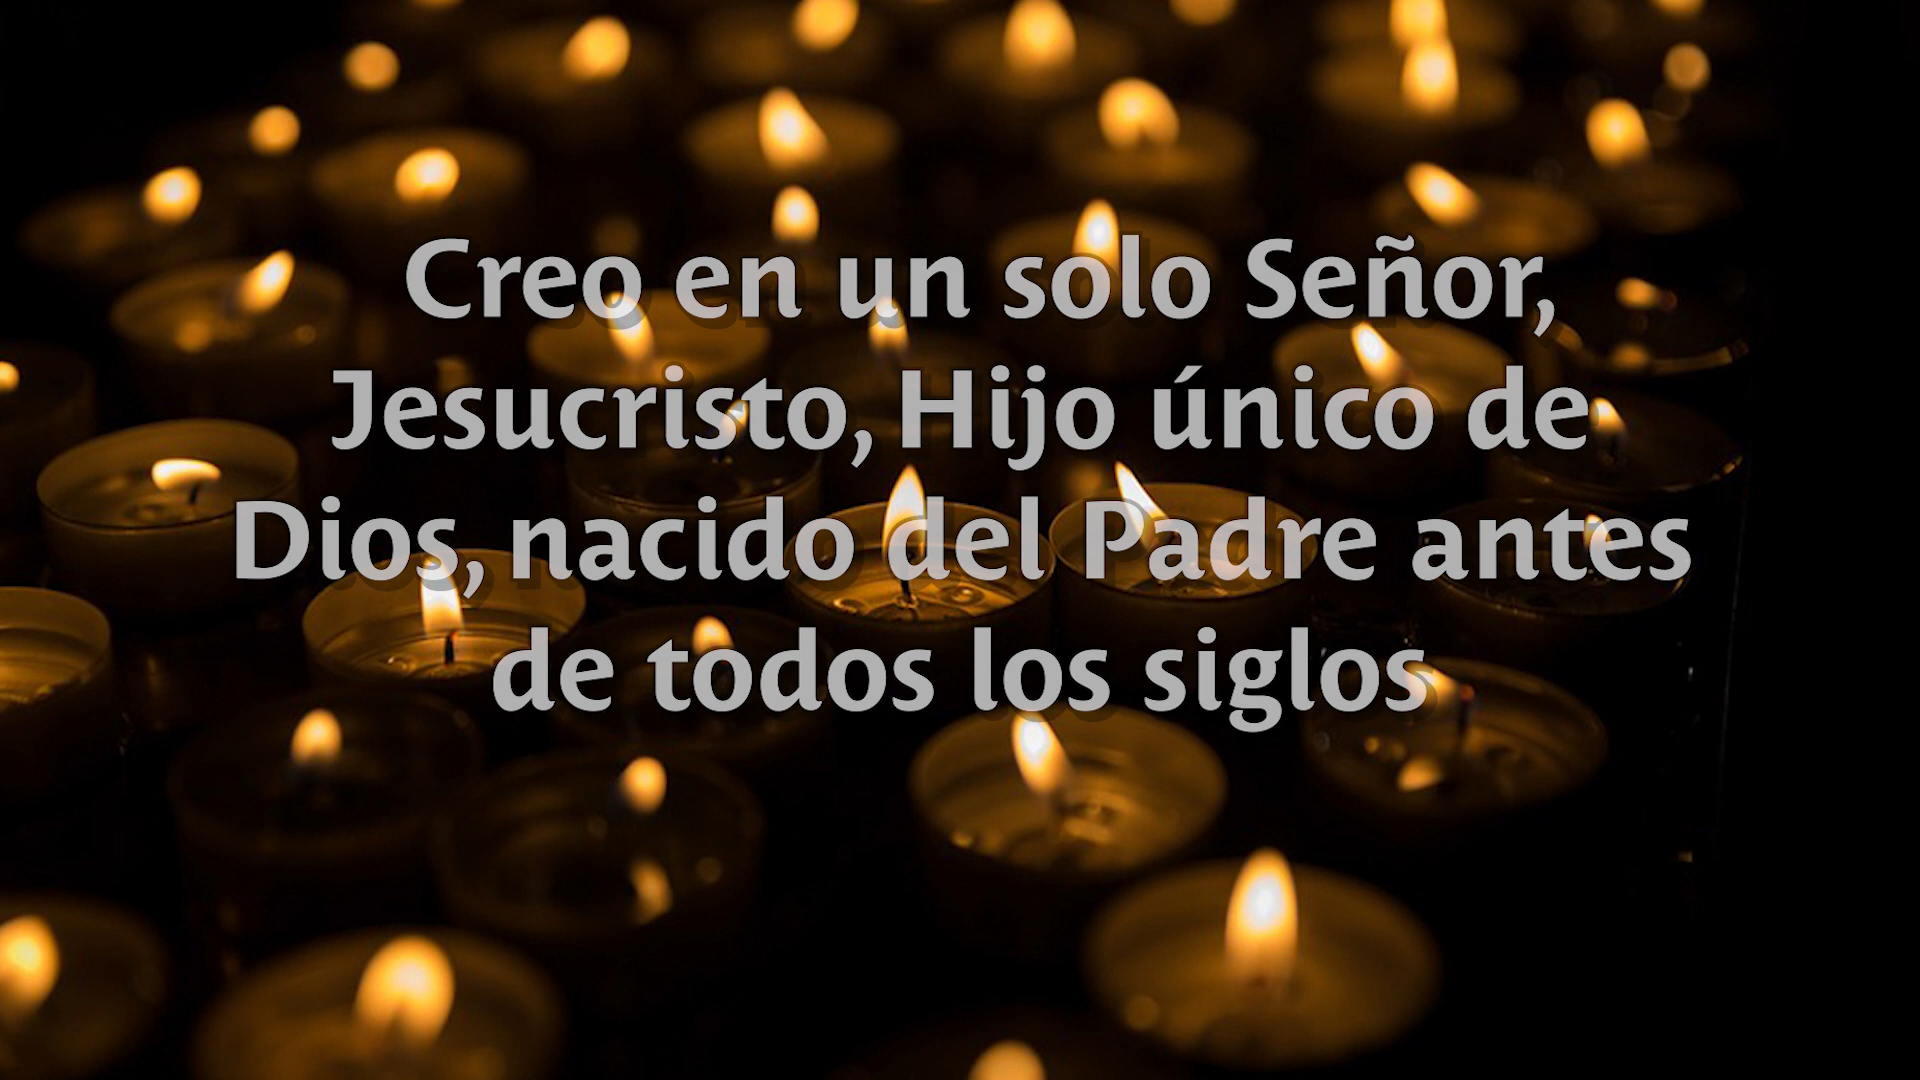 Creo en un solo Señor,
Jesucristo, Hijo único de
Dios, nacido del Padre antes
de todos los siglos